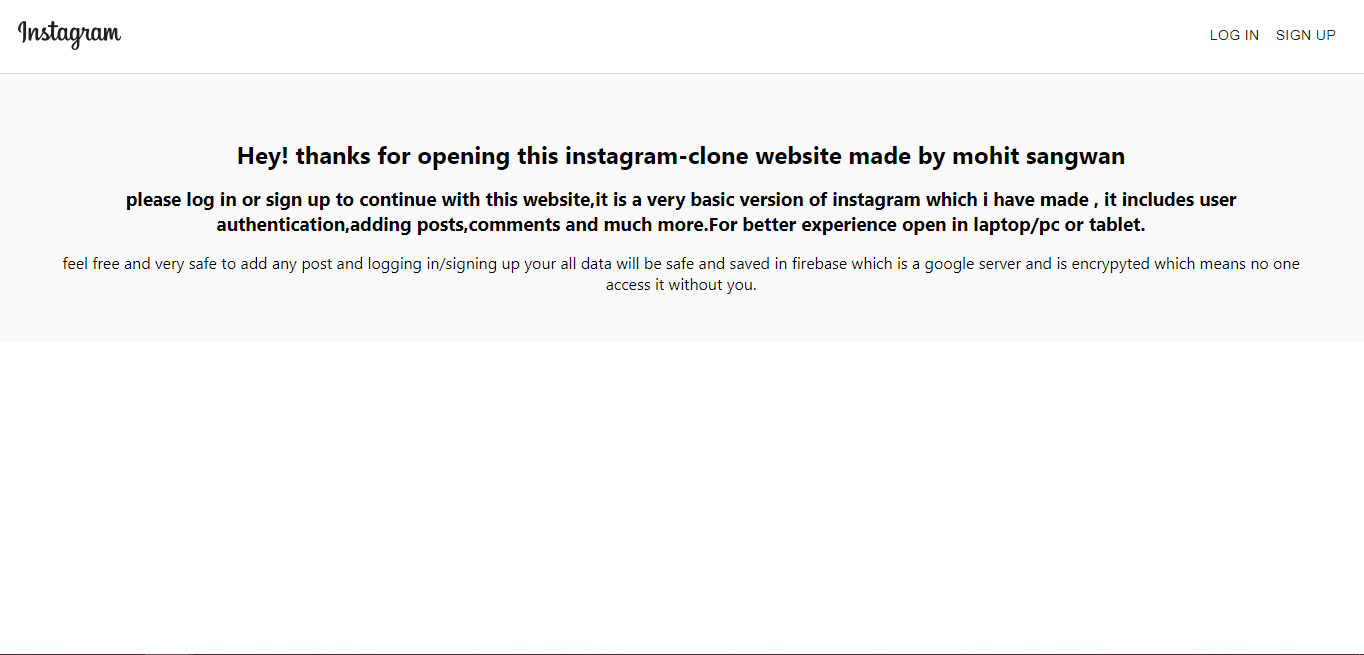 Instagram
LOG IN SIGN UP
Hey! thanks for opening this instagram-clone website made by mohit sangwan
please log in or sign up to continue with this website,it is a very basic version of instagram which i have made , it includes user
authentication,adding posts,comments and much more.For better experience open in laptop/pc or tablet.
feel free and very safe to add any post and logging in/signing up your all data will be safe and saved in firebase which is a google server and is encrypyted which means no one
access it without you.